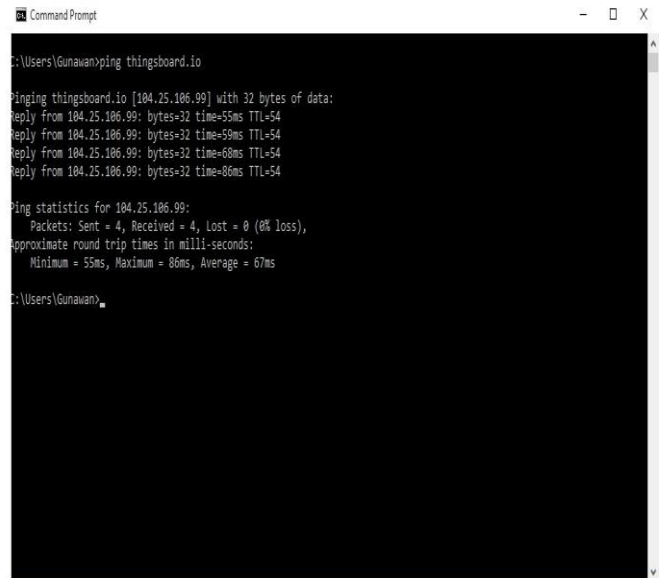 Command Prompt
C:\Users\Gunawan>ping thingsboard.io
Pinging thingsboard.io [104.25.106.99] with 32 bytes of data:
Reply from 104.25.106.99: bytes=32 time=55ms TTL=54
Reply from 104.25.106.99: bytes=32 time=59ms TTL=54
Reply from 104.25.106.99: bytes=32 time=68ms TTL=54
Reply from 104.25.106.99: bytes=32 time=86ms TTL=54
Ping statistics for 104.25.106.99:
Packets: Sent = 4, Received = 4, Lost = 0 (0% loss),
Approximate round trip times in milli-seconds:
Minimum = 55ms, Maximum = 86ms, Average = 67ms
C:\Users\Gunawan>